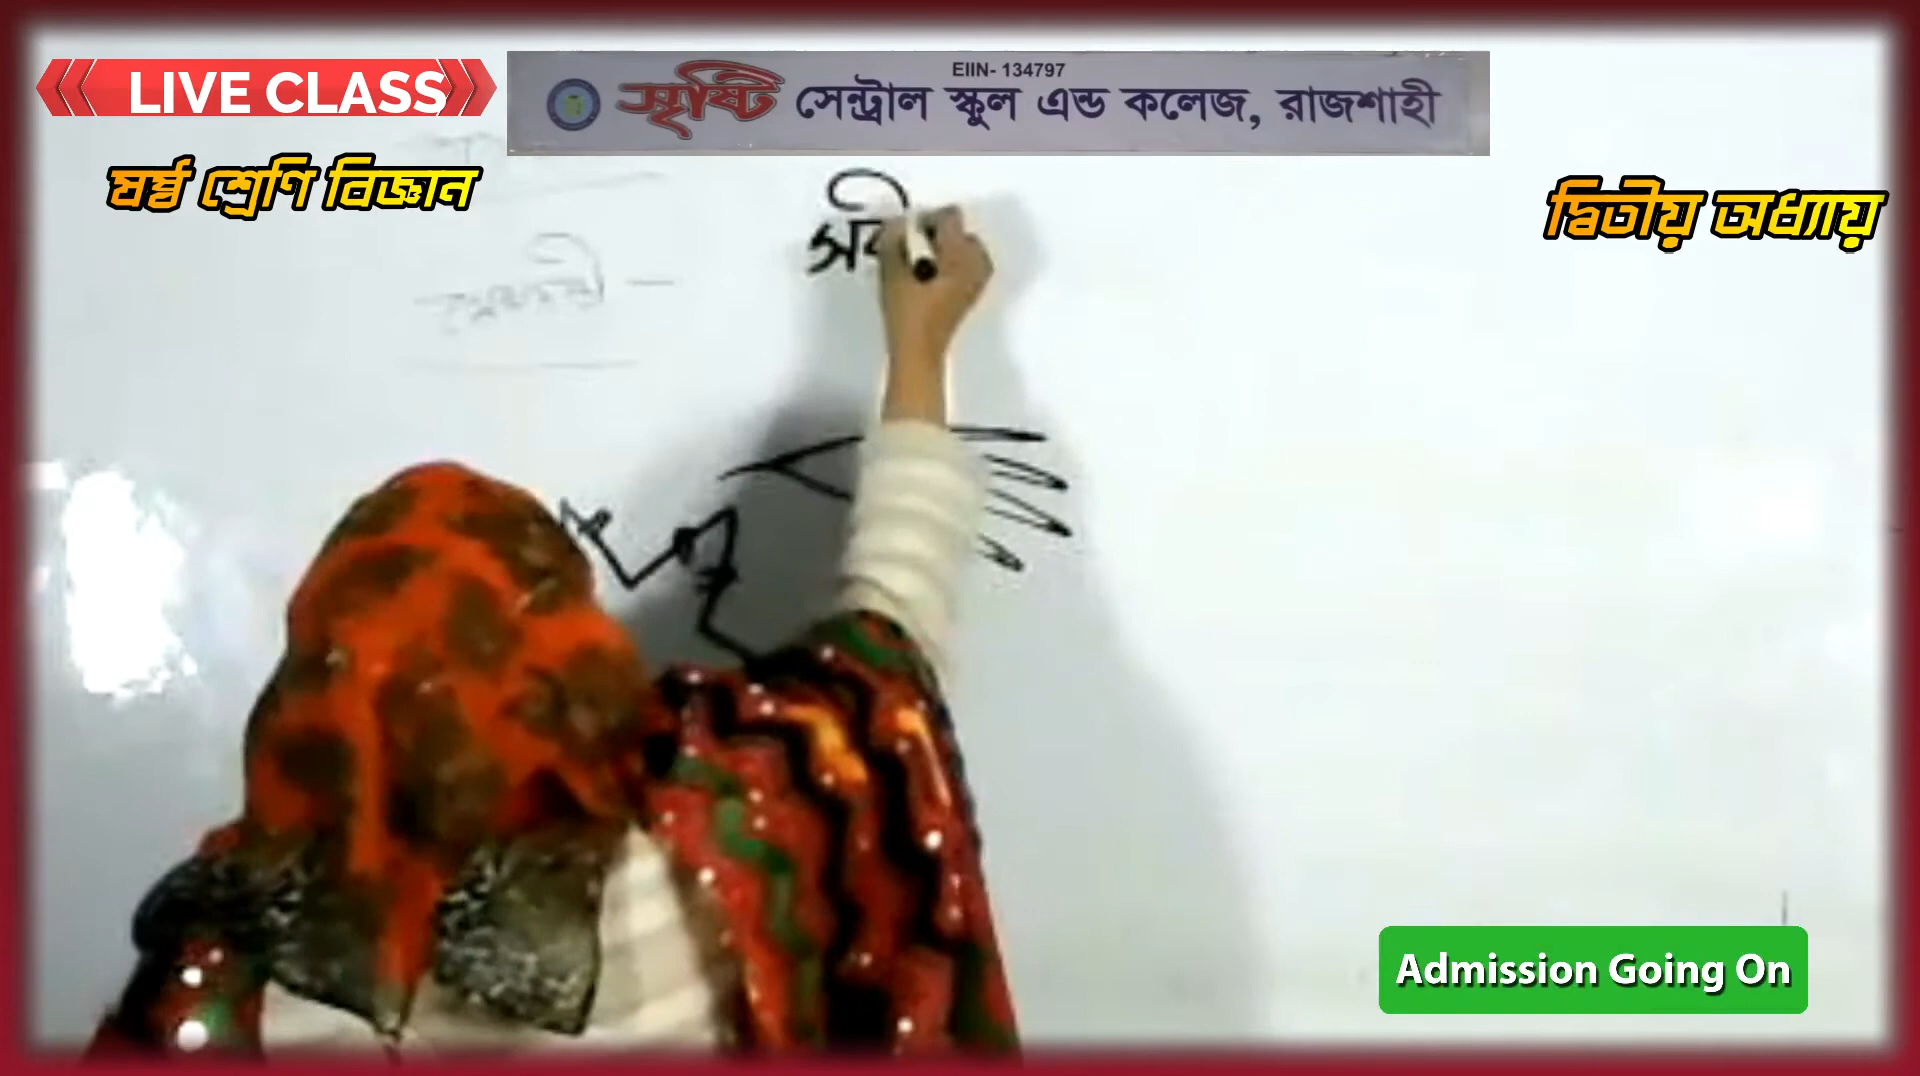 LIVE CLASS
EIIN- 134797
সৃষ্টি সেন্ট্রাল স্কুল এন্ড কলেজ, রাজশাহী
ষষ্ঠ শ্রেণি বিজ্ঞান
দ্বিতীয় অধ্যায়
Admission Going On